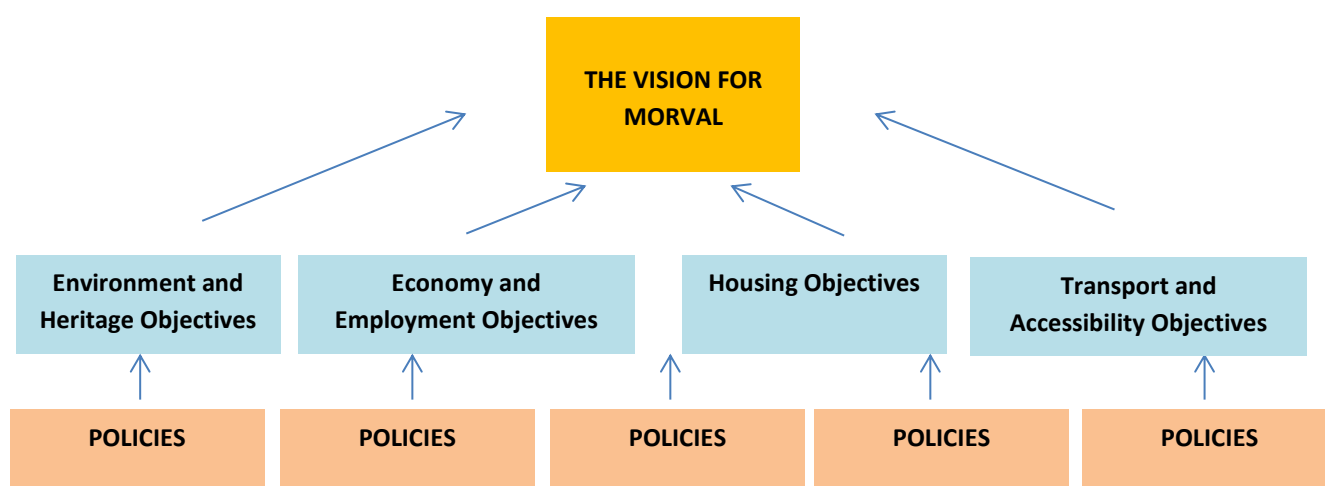 THE VISION FOR
MORVAL
Environment and
Heritage Objectives
Economy and
Employment Objectives
Housing Objectives
Transport and
Accessibility Objectives
POLICIES
POLICIES
POLICIES
POLICIES
POLICIES